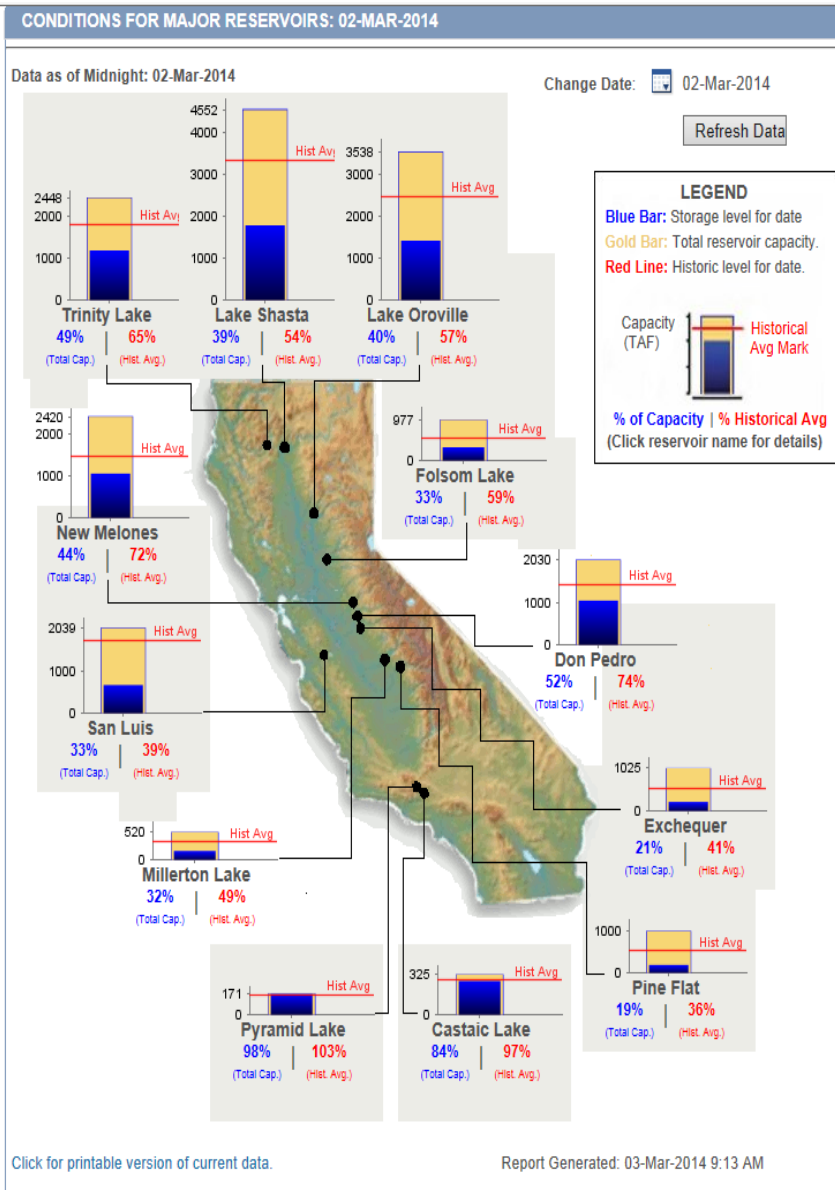 CONDITIONS FOR MAJOR RESERVOIRS: 02-MAR-2014
Data as of Midnight: 02-Mar-2014
Change Date: 02-Mar-2014
Refresh Data
LEGEND
Blue Bar: Storage level for date
Gold Bar: Total reservoir capacity.
Red Line: Historic level for date.
Capacity
(TAF)
Historical
Avg Mark
% of Capacity | % Historical Avg
(Click reservoir name for details)
2448
2000
1000
0
Hist Avg
Trinity Lake
49% | 65%
(Total Cap.) (Hist. Avg.)
4552
4000
3000
2000
1000
0
Hist Avg
Lake Shasta
39% | 54%
(Total Cap.) (Hist. Avg.)
3538
3000
2000
1000
0
Hist Avg
Lake Oroville
40% | 57%
(Total Cap.) (Hist. Avg.)
2420
2000
1000
0
Hist Avg
New Melones
44% | 72%
(Total Cap.) (Hist. Avg.)
977
0
Hist Avg
Folsom Lake
33% | 59%
(Total Cap.) (Hist. Avg.)
2030
1000
0
Hist Avg
Don Pedro
52% | 74%
(Total Cap.) (Hist. Avg.)
2039
1000
0
Hist Avg
San Luis
33% | 39%
(Total Cap.) (Hist. Avg.)
1025
0
Hist Avg
Exchequer
21% | 41%
(Total Cap.) (Hist. Avg.)
520
0
Hist Avg
Millerton Lake
32% | 49%
(Total Cap.) (Hist. Avg.)
1000
0
Hist Avg
Pine Flat
19% | 36%
(Total Cap.) (Hist. Avg.)
171
0
Hist Avg
Pyramid Lake
98% | 103%
(Total Cap.) (Hist. Avg.)
325
0
Hist Avg
Castaic Lake
84% | 97%
(Total Cap.) (Hist. Avg.)
Click for printable version of current data.
Report Generated: 03-Mar-2014 9:13 AM